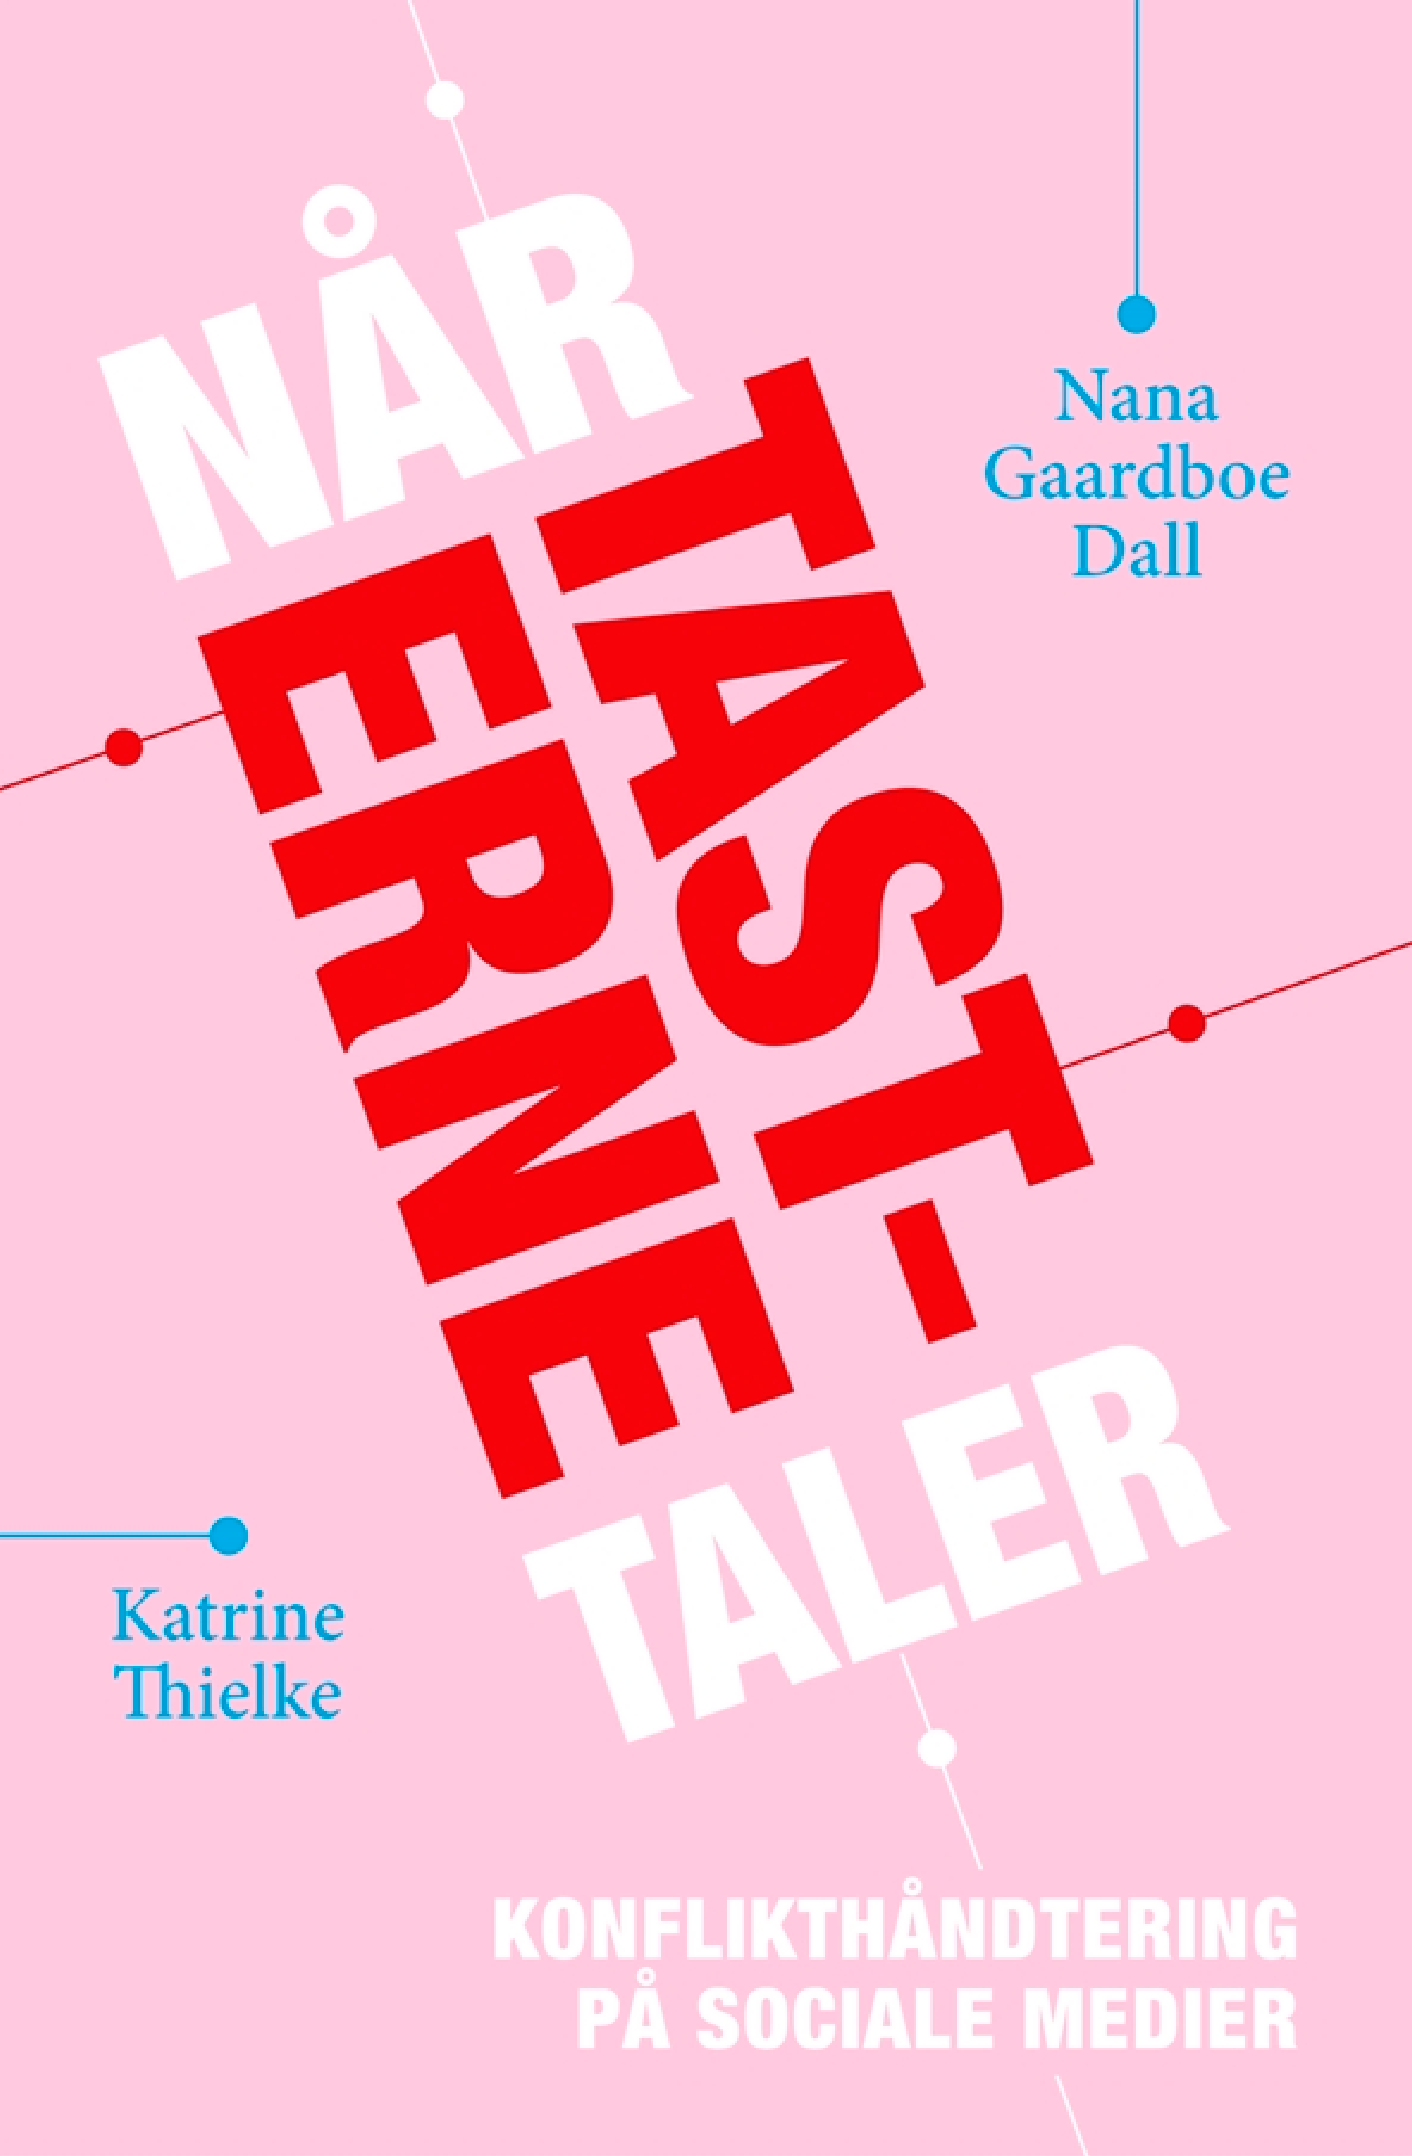 NÅR
TAST-
ERNE
TALER
Nana
Gaardboe
Dall
Katrine
Thielke
KONFLIKTHÅNDTERING
PÅ SOCIALE MEDIER